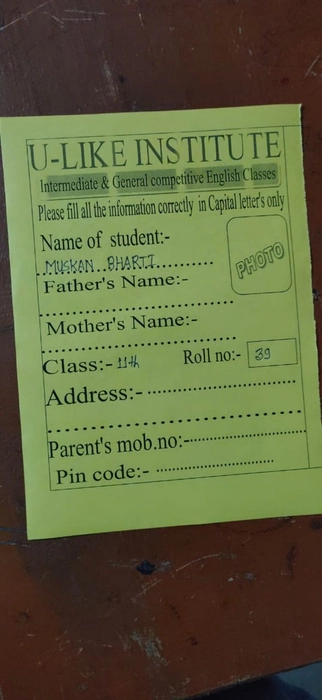 U-LIKE INSTITUTE
Intermediate & General competitive English Classes
Please fill all the information correctly in Capital letter's only
Name of student:-
MUSKAN BHARTI
PHOTO
Father's Name:-
Mother's Name:-
Class:- 11th Roll no:- 39
Address:-
Parent's mob.no:-
Pin code:-